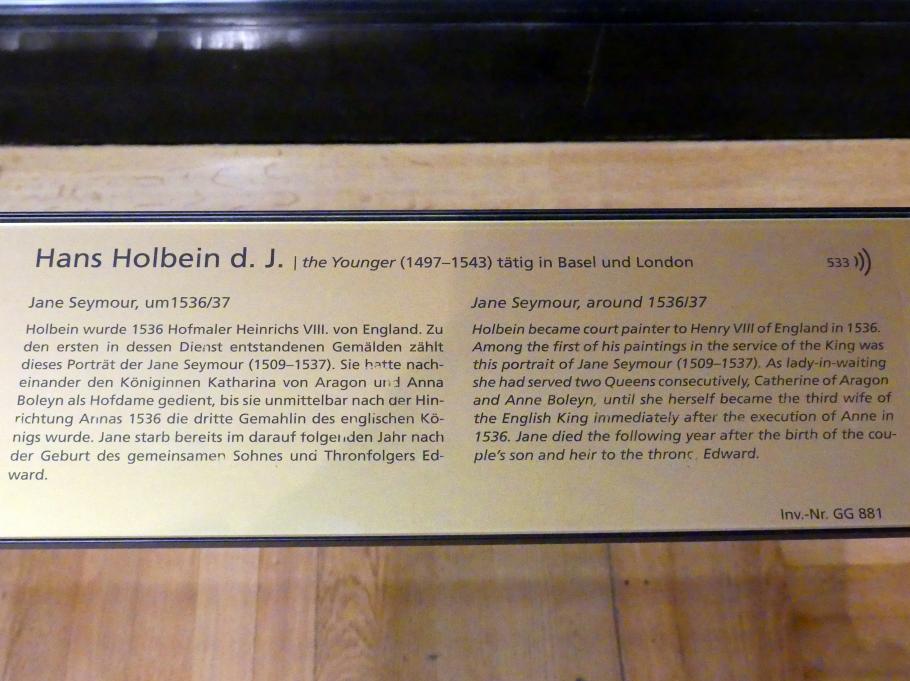 Hans Holbein d. J. | the Younger (1497–1543) tätig in Basel und London
533
Jane Seymour, um1536/37
Holbein wurde 1536 Hofmaler Heinrichs VIII. von England. Zu
den ersten in dessen Dienst entstandenen Gemälden zählt
dieses Porträt der Jane Seymour (1509–1537). Sie hatte nach-
einander den Königinnen Katharina von Aragon und Anna
Boleyn als Hofdame gedient, bis sie unmittelbar nach der Hin-
richtung Annas 1536 die dritte Gemahlin des englischen Kö-
nigs wurde. Jane starb bereits im darauf folgenden Jahr nach
der Geburt des gemeinsamen Sohnes und Thronfolgers Ed-
ward.
Jane Seymour, around 1536/37
Holbein became court painter to Henry VIII of England in 1536.
Among the first of his paintings in the service of the King was
this portrait of Jane Seymour (1509–1537). As lady-in-waiting
she had served two Queens consecutively, Catherine of Aragon
and Anne Boleyn, until she herself became the third wife of
the English King immediately after the execution of Anne in
1536. Jane died the following year after the birth of the cou-
ple's son and heir to the throne, Edward.
Inv.-Nr. GG 881